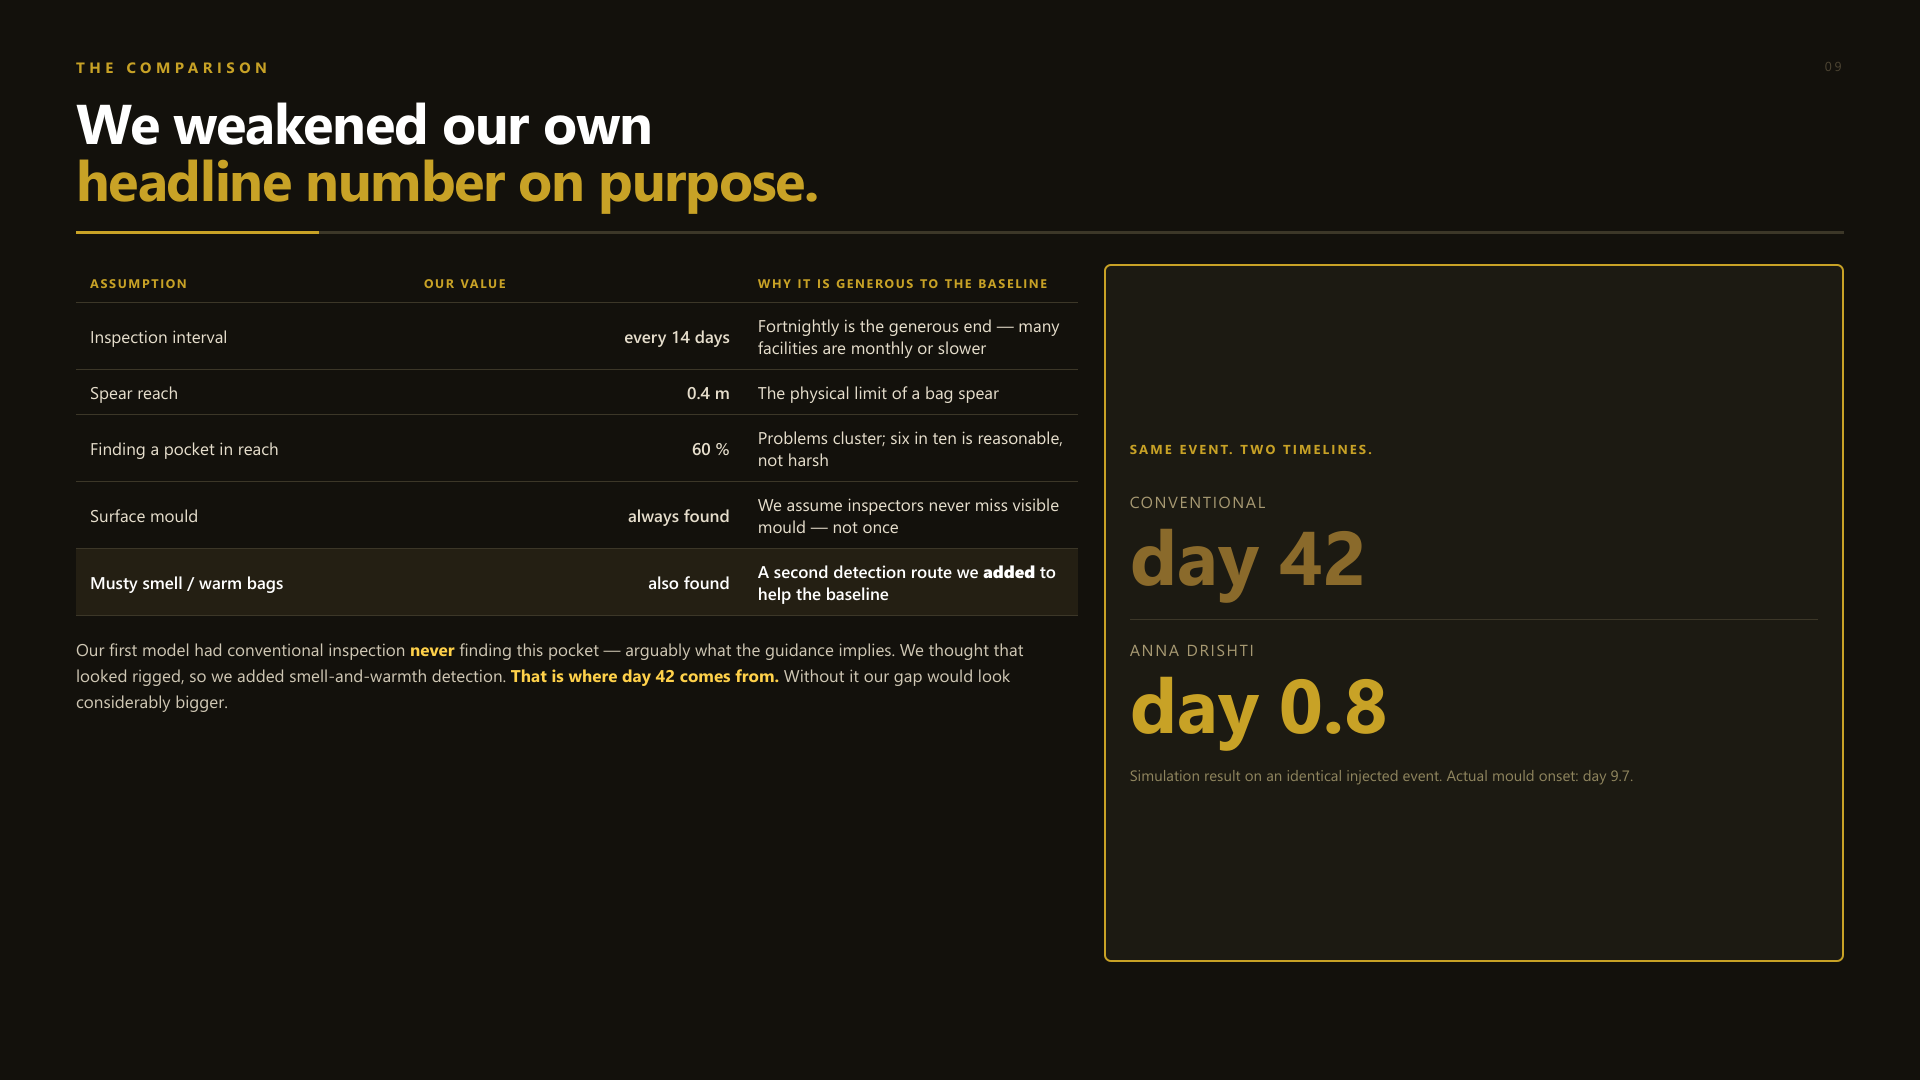 THE COMPARISON
09
We weakened our own
headline number on purpose.
ASSUMPTION OUR VALUE WHY IT IS GENEROUS TO THE BASELINE
Inspection interval every 14 days Fortnightly is the generous end — many
facilities are monthly or slower
Spear reach 0.4 m The physical limit of a bag spear
Finding a pocket in reach 60 % Problems cluster; six in ten is reasonable,
not harsh
Surface mould always found We assume inspectors never miss visible
mould — not once
Musty smell / warm bags also found A second detection route we added to
help the baseline
Our first model had conventional inspection never finding this pocket — arguably what the guidance implies. We thought that
looked rigged, so we added smell-and-warmth detection. That is where day 42 comes from. Without it our gap would look
considerably bigger.
SAME EVENT. TWO TIMELINES.
CONVENTIONAL
day 42
ANNA DRISHTI
day 0.8
Simulation result on an identical injected event. Actual mould onset: day 9.7.